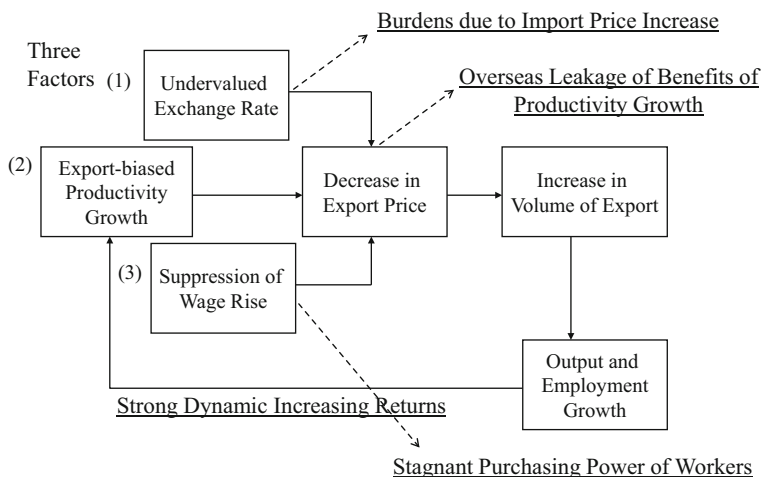 Burdens due to Import Price Increase
Three
Factors
(1)
Undervalued
Exchange Rate
Overseas Leakage of Benefits of
Productivity Growth
(2)
Export-biased
Productivity
Growth
Decrease in
Export Price
Increase in
Volume of Export
(3)
Suppression of
Wage Rise
Output and
Employment
Growth
Strong Dynamic Increasing Returns
Stagnant Purchasing Power of Workers